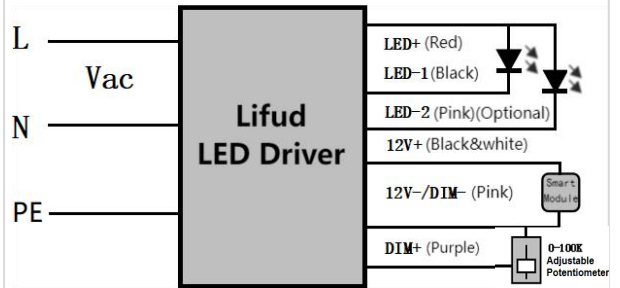 L
Vac
N
PE
Lifud
LED Driver
LED+ (Red)
LED-1(Black)
LED-2 (Pink)(Optional)
12V+ (Black&white)
12V-/DIM- (Pink)
DIM+ (Purple)
Smart
Module
0-100K
Adjustable
Potentiometer